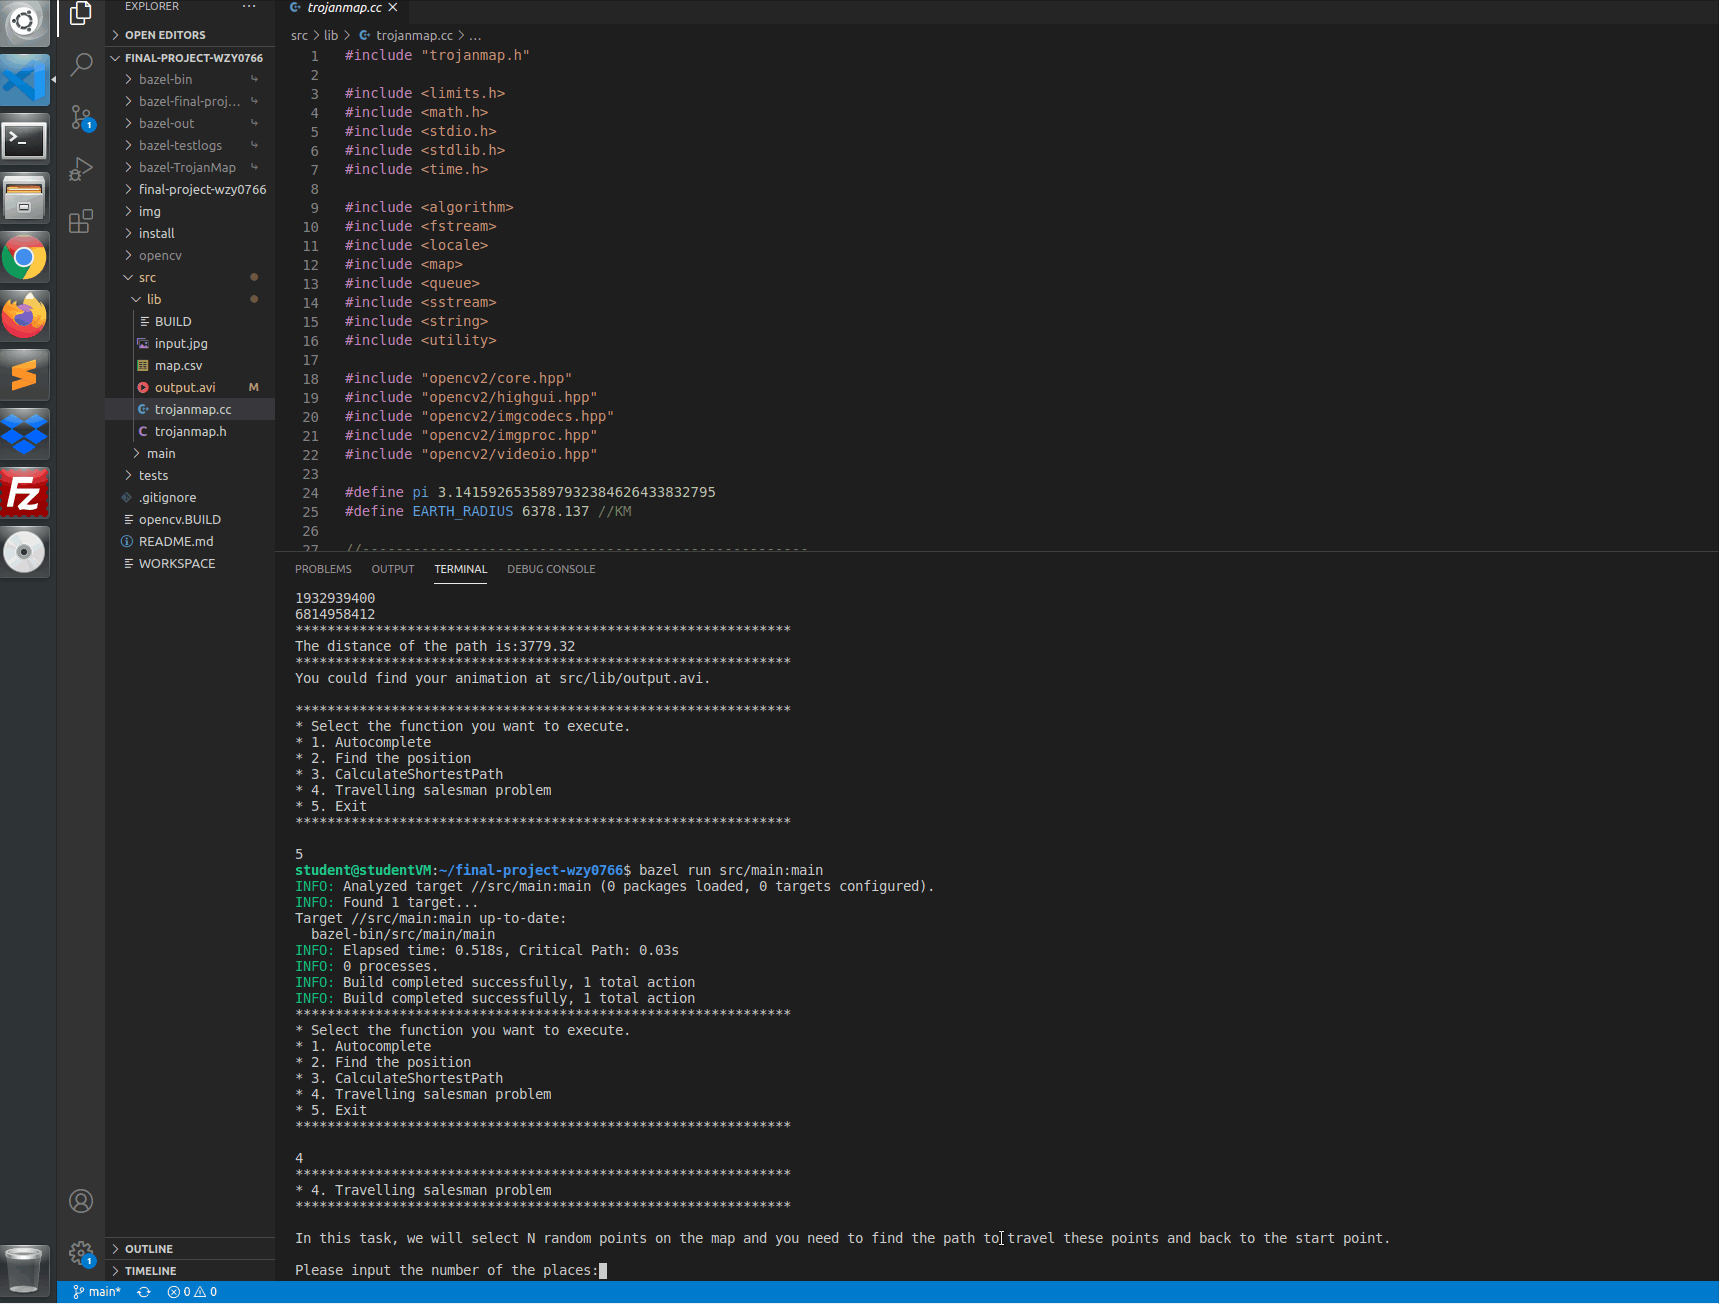 EXPLORER ...
OPEN EDITORS
FINAL-PROJECT-WZY0766
bazel-bin
bazel-final-proj...
bazel-out
bazel-testlogs
bazel-TrojanMap
final-project-wzy0766
img
install
opencv
src
lib
BUILD
input.jpg
map.csv
output.avi M
trojanmap.cc
trojanmap.h
main
tests
.gitignore
opencv.BUILD
README.md
WORKSPACE
OUTLINE
TIMELINE
trojanmap.cc
src > lib > trojanmap.cc > ...
1 #include "trojanmap.h"
2
3 #include <limits.h>
4 #include <math.h>
5 #include <stdio.h>
6 #include <stdlib.h>
7 #include <time.h>
8
9 #include <algorithm>
10 #include <fstream>
11 #include <locale>
12 #include <map>
13 #include <queue>
14 #include <sstream>
15 #include <string>
16 #include <utility>
17
18 #include "opencv2/core.hpp"
19 #include "opencv2/highgui.hpp"
20 #include "opencv2/imgcodecs.hpp"
21 #include "opencv2/imgproc.hpp"
22 #include "opencv2/videoio.hpp"
23
24 #define pi 3.1415926535897932384626433832795
25 #define EARTH_RADIUS 6378.137 //KM
26
27 //-----------------------------------------------------
PROBLEMS OUTPUT TERMINAL DEBUG CONSOLE
1932939400
6814958412
**************************************************************
The distance of the path is:3779.32
**************************************************************
You could find your animation at src/lib/output.avi.
**************************************************************
* Select the function you want to execute.
* 1. Autocomplete
* 2. Find the position
* 3. CalculateShortestPath
* 4. Travelling salesman problem
* 5. Exit
**************************************************************
5
student@studentVM:~/final-project-wzy0766$ bazel run src/main:main
INFO: Analyzed target //src/main:main (0 packages loaded, 0 targets configured).
INFO: Found 1 target...
Target //src/main:main up-to-date:
bazel-bin/src/main/main
INFO: Elapsed time: 0.518s, Critical Path: 0.03s
INFO: 0 processes.
INFO: Build completed successfully, 1 total action
INFO: Build completed successfully, 1 total action
**************************************************************
* Select the function you want to execute.
* 1. Autocomplete
* 2. Find the position
* 3. CalculateShortestPath
* 4. Travelling salesman problem
* 5. Exit
**************************************************************
4
**************************************************************
* 4. Travelling salesman problem
**************************************************************
In this task, we will select N random points on the map and you need to find the path to travel these points and back to the start point.
Please input the number of the places:
main* 0 0